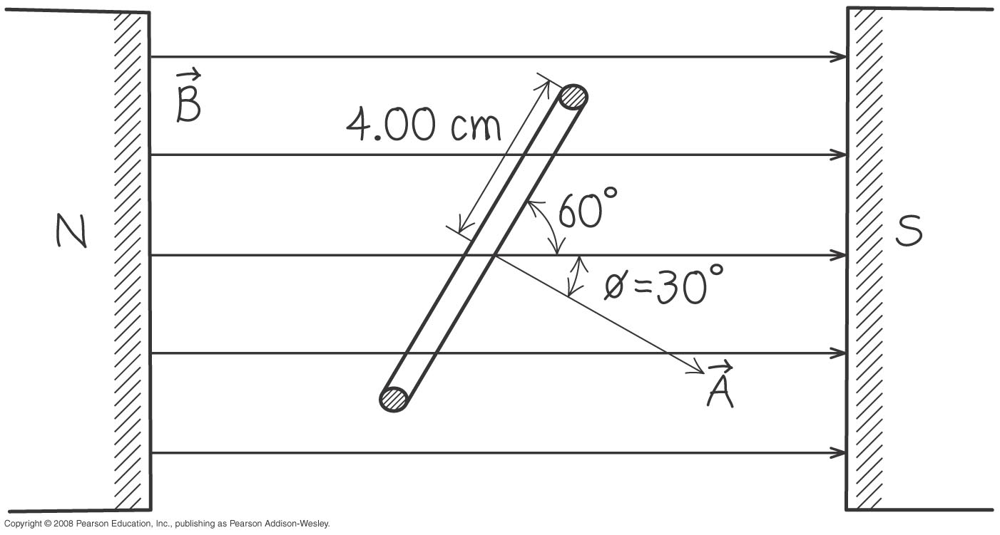 B
4.00 cm
60°
N
S
ø=30°
A
Copyright © 2008 Pearson Education, Inc., publishing as Pearson Addison-Wesley.